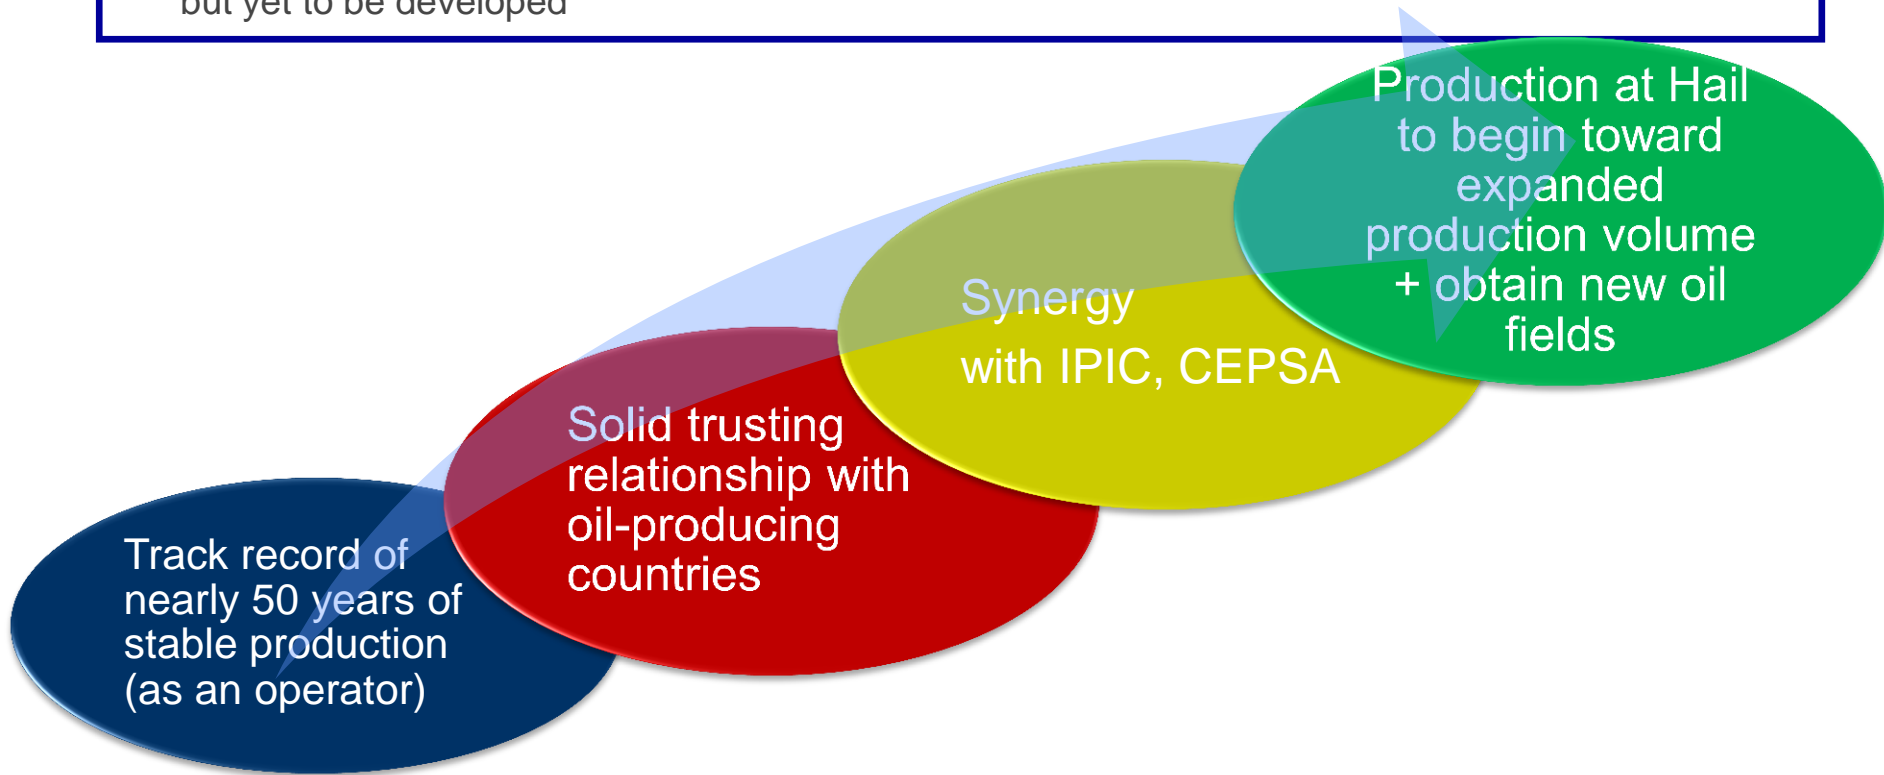 but yet to be developed
Production at Hail
to begin toward
expanded
production volume
+ obtain new oil
fields
Synergy
with IPIC, CEPSA
Solid trusting
relationship with
oil-producing
countries
Track record of
nearly 50 years of
stable production
(as an operator)